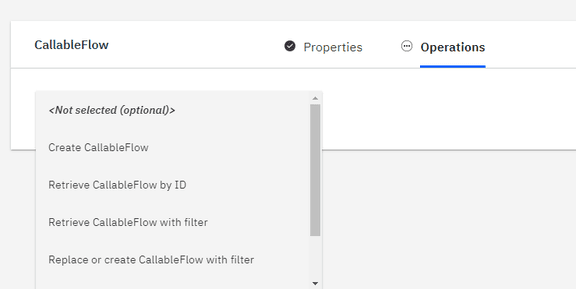 CallableFlow
Properties
Operations
<Not selected (optional)>
Create CallableFlow
Retrieve CallableFlow by ID
Retrieve CallableFlow with filter
Replace or create CallableFlow with filter